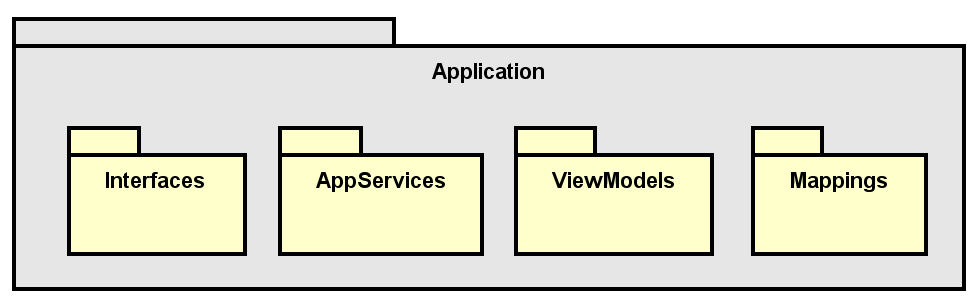 Application
Interfaces
AppServices
ViewModels
Mappings